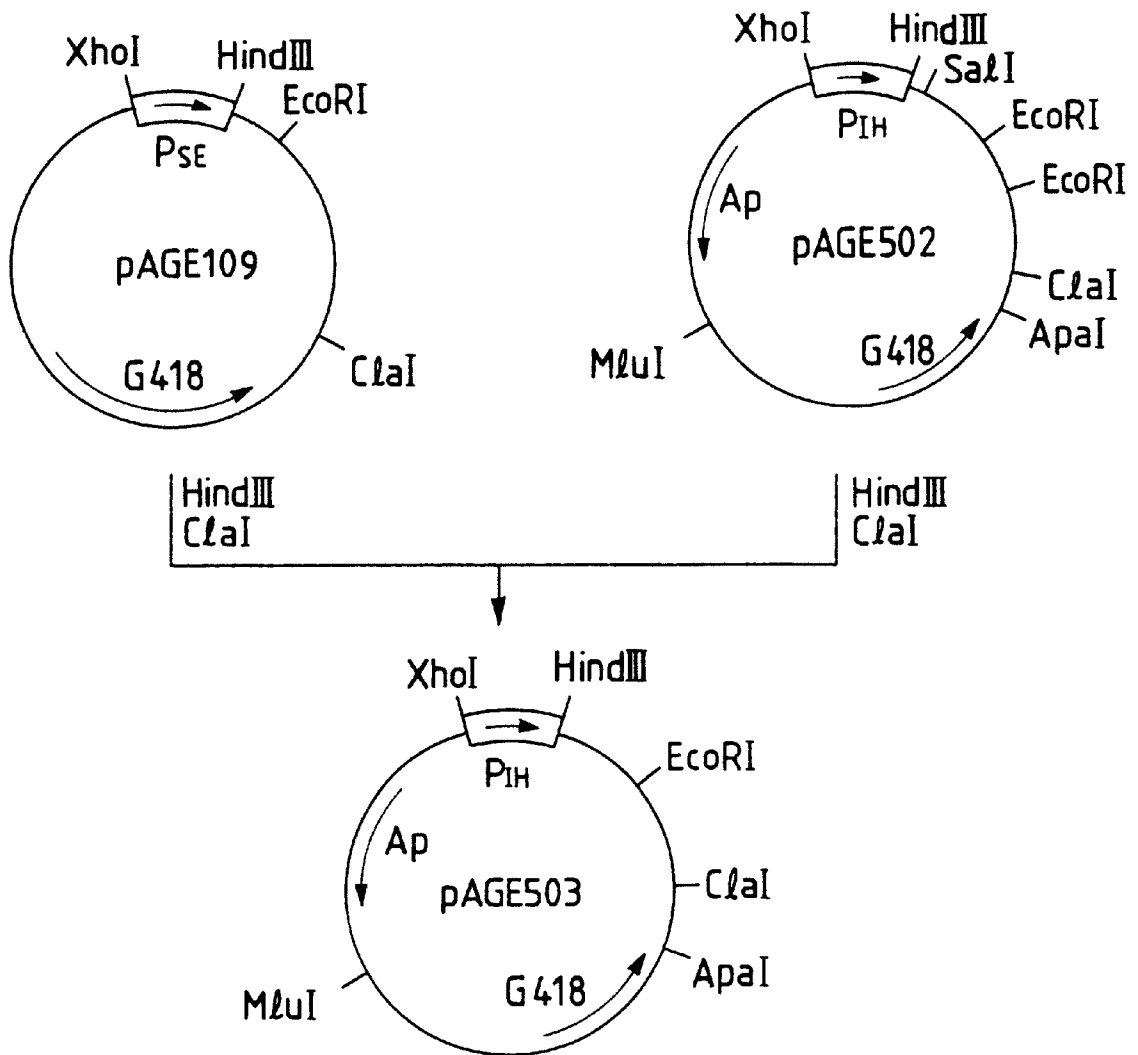 XhoI
HindⅢ
EcoRI
PSE
pAGE109
G418
ClaI
XhoI
HindⅢ
SalI
EcoRI
EcoRI
PIH
Ap
pAGE502
ClaI
ApaI
G418
MluI
HindⅢ
ClaI
HindⅢ
ClaI
XhoI
HindⅢ
EcoRI
PIH
Ap
pAGE503
ClaI
ApaI
G418
MluI